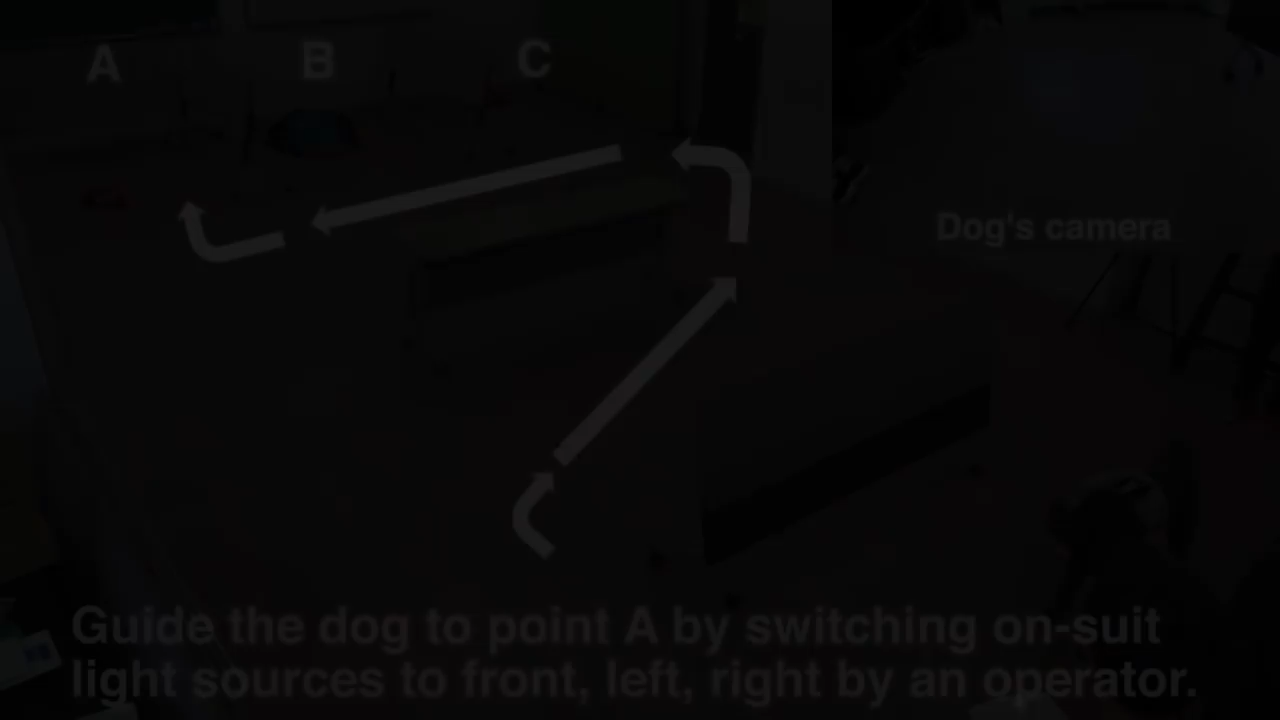 A B C
Dog's camera
Guide the dog to point A by switching on-suit
light sources to front, left, right by an operator.